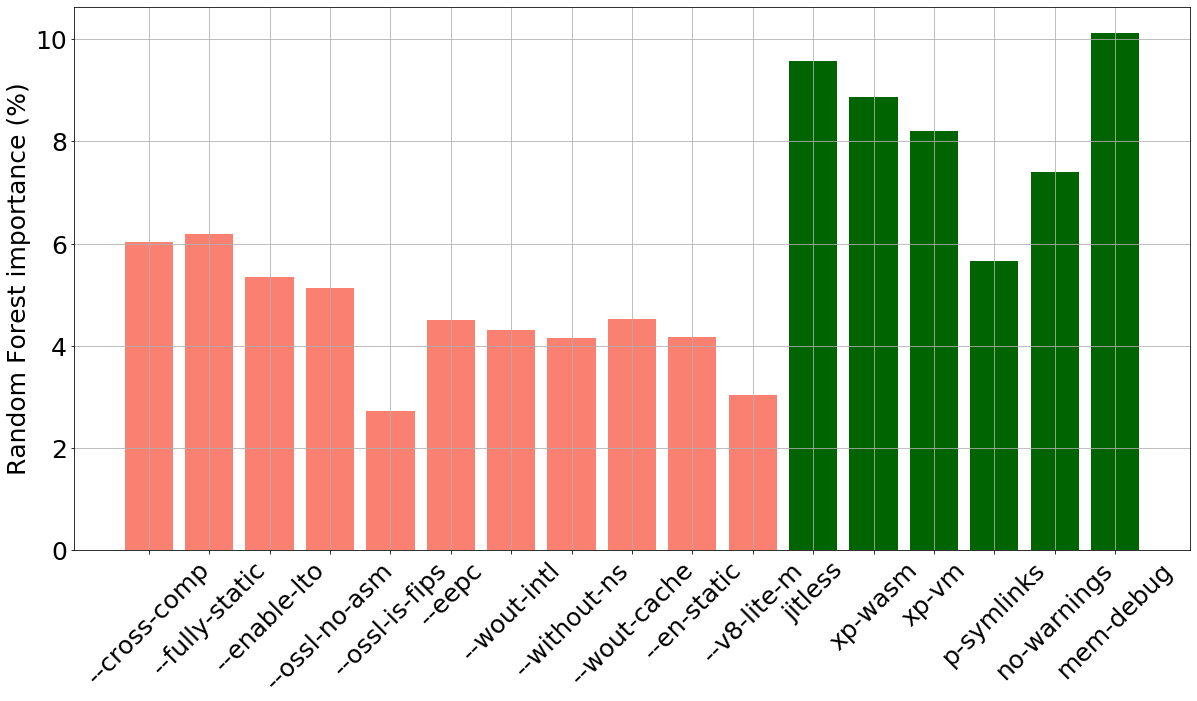 Random Forest importance (%)
10
8
6
4
2
0
--cross-comp
--fully-static
--enable-lto
--ossl-no-asm
--ossl-is-fips
--eepc
--wout-intl
--without-ns
--wout-cache
--en-static
--v8-lite-m
jitless
xp-wasm
xp-vm
p-symlinks
no-warnings
mem-debug